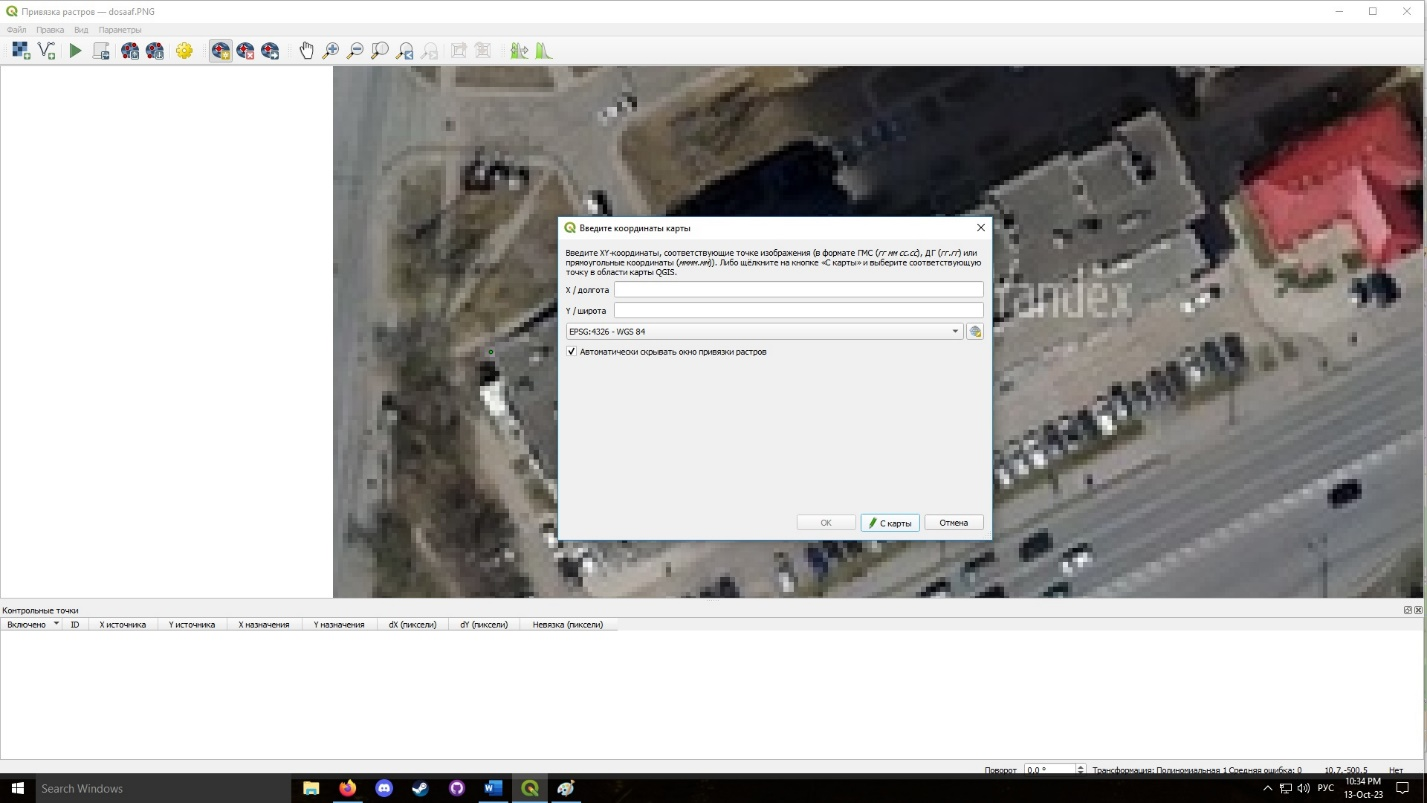 Привязка растров — dosaaf.PNG
Файл Правка Вид Параметры
Введите координаты карты
Введите XY-координаты, соответствующие точке изображения (в формате ГМС (гг мм сс.сс), ДГ (гг.гг) или
прямоугольные координаты (мммм.мм)). Либо щёлкните на кнопке «С карты» и выберите соответствующую
точку в области карты QGIS.
X / долгота
Y / широта
EPSG:4326 - WGS 84
Автоматически скрывать окно привязки растров
OK С карты Отмена
Yandex
Контрольные точки
Включено ID X источника Y источника X назначения Y назначения dX (пиксели) dY (пиксели) Невязка (пиксели)
Поворот 0,0 ° Трансформация: Полиномиальная 1 Средняя ошибка: 0 10.7,-500.5 Нет
Search Windows
РУС
10:34 PM
13-Oct-23